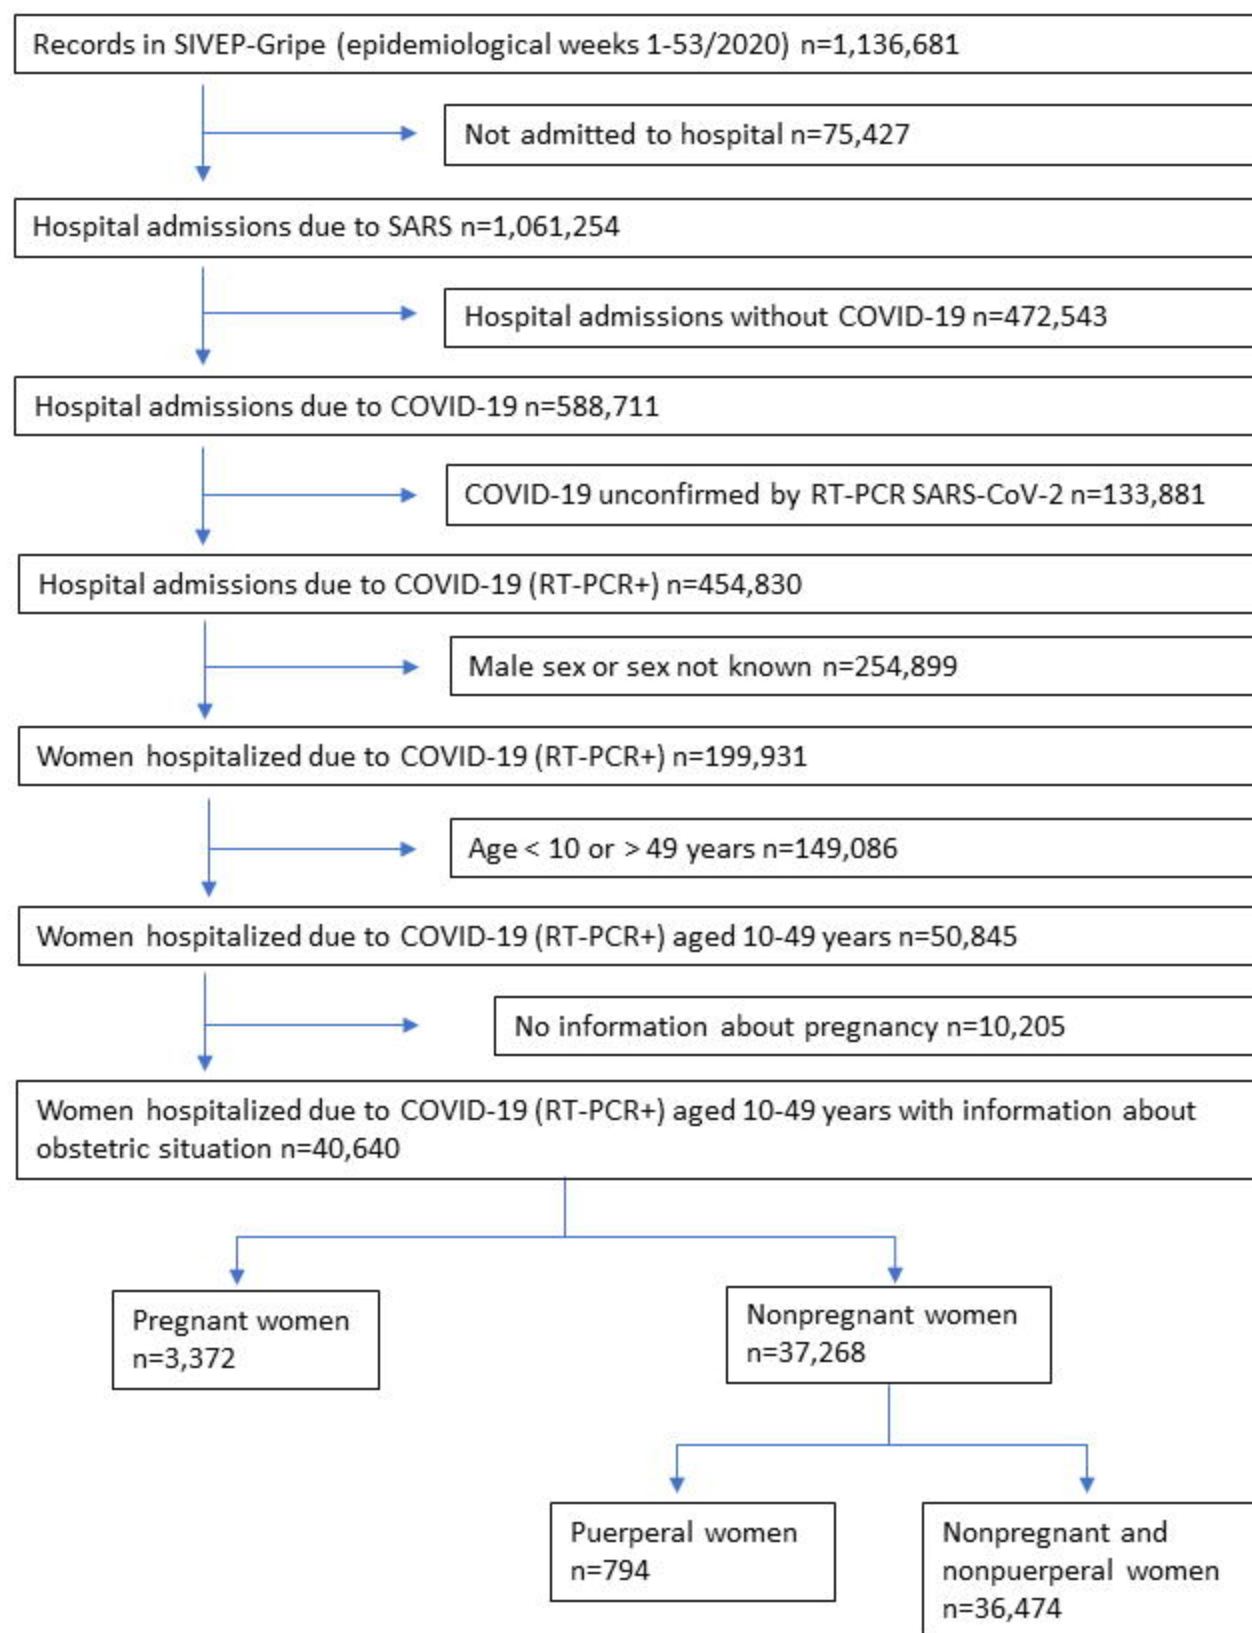 Records in SIVEP-Gripe (epidemiological weeks 1-53/2020) n=1,136,681
Not admitted to hospital n=75,427
Hospital admissions due to SARS n=1,061,254
Hospital admissions without COVID-19 n=472,543
Hospital admissions due to COVID-19 n=588,711
COVID-19 unconfirmed by RT-PCR SARS-CoV-2 n=133,881
Hospital admissions due to COVID-19 (RT-PCR+) n=454,830
Male sex or sex not known n=254,899
Women hospitalized due to COVID-19 (RT-PCR+) n=199,931
Age < 10 or > 49 years n=149,086
Women hospitalized due to COVID-19 (RT-PCR+) aged 10-49 years n=50,845
No information about pregnancy n=10,205
Women hospitalized due to COVID-19 (RT-PCR+) aged 10-49 years with information about
obstetric situation n=40,640
Pregnant women
n=3,372
Nonpregnant women
n=37,268
Puerperal women
n=794
Nonpregnant and
nonpuerperal women
n=36,474